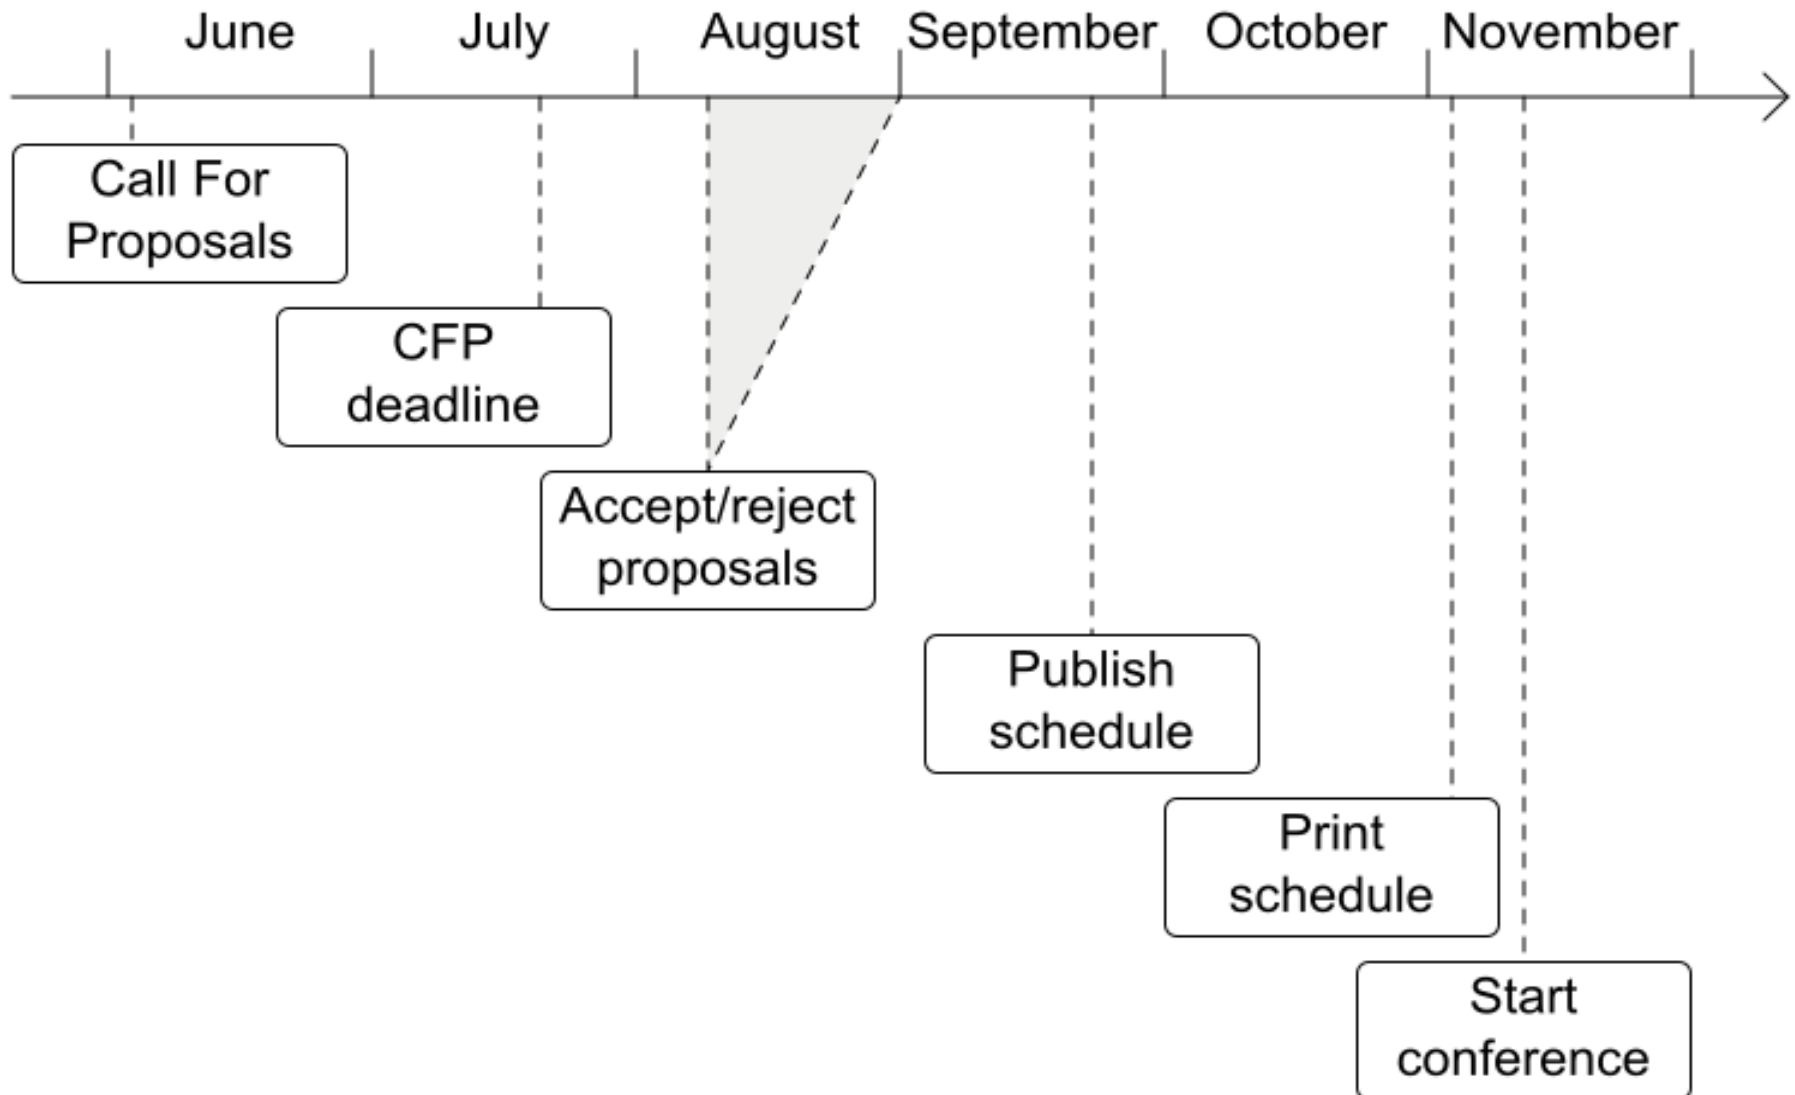 June July August September October November
Call For
Proposals
CFP
deadline
Accept/reject
proposals
Publish
schedule
Print
schedule
Start
conference